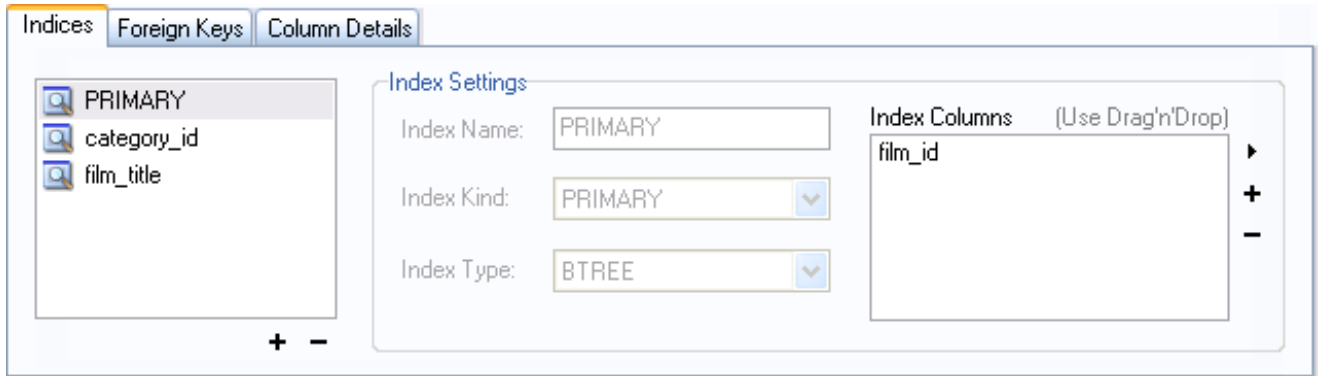 Indices Foreign Keys Column Details
PRIMARY
category_id
film_title
Index Settings
Index Name: PRIMARY
Index Kind: PRIMARY
Index Type: BTREE
Index Columns (Use Drag'n'Drop)
film_id